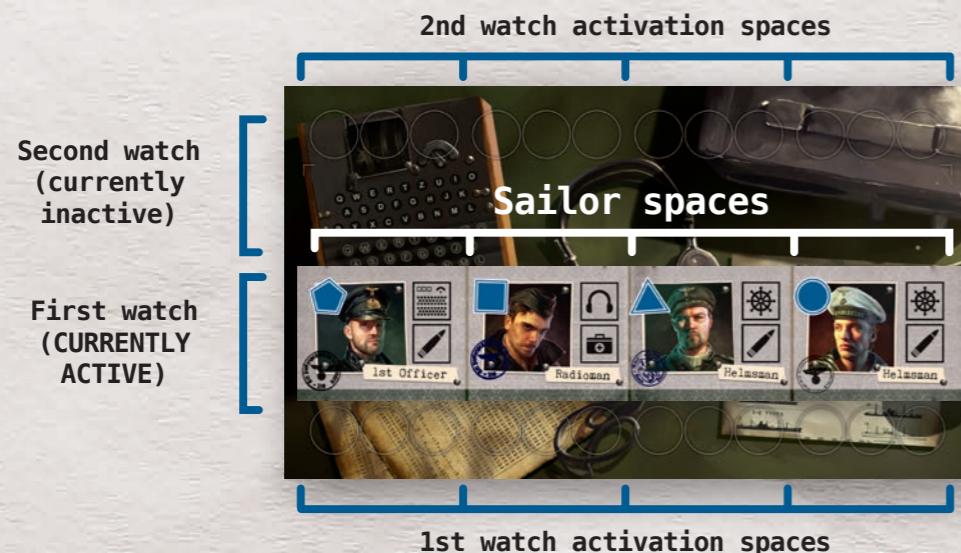 2nd watch activation spaces
Second watch
(currently
inactive)
Q W E R T Z U I O
A S D F G H J
Y X C V B N M L
Sailor spaces
First watch
(CURRENTLY
ACTIVE)
1st Officer
Radioman
Helmsman
Helmsman
1st watch activation spaces